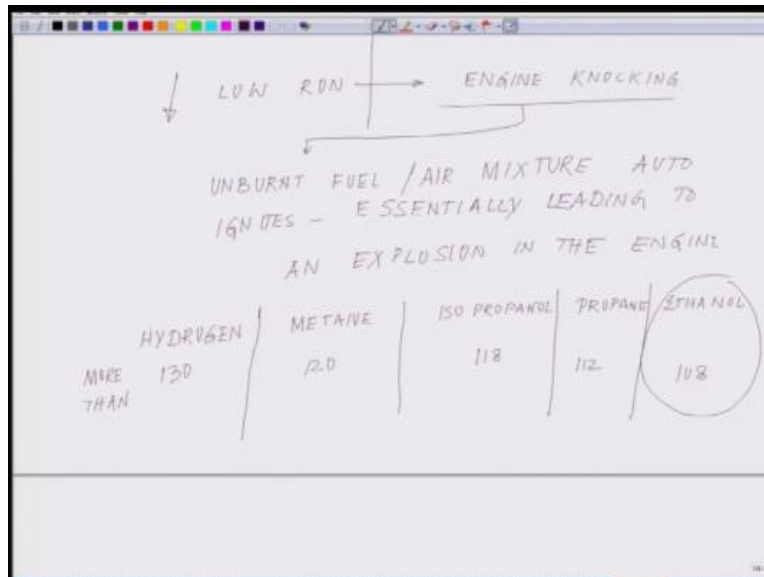 ↓ LOW RON → ENGINE KNOCKING
UNBURNT FUEL / AIR MIXTURE AUTO
IGNITES - ESSENTIALLY LEADING TO
AN EXPLOSION IN THE ENGINE
HYDROGEN | METANE | ISO PROPANOL | PROPANE | ETHANOL
MORE THAN 130 | 120 | 118 | 112 | 108